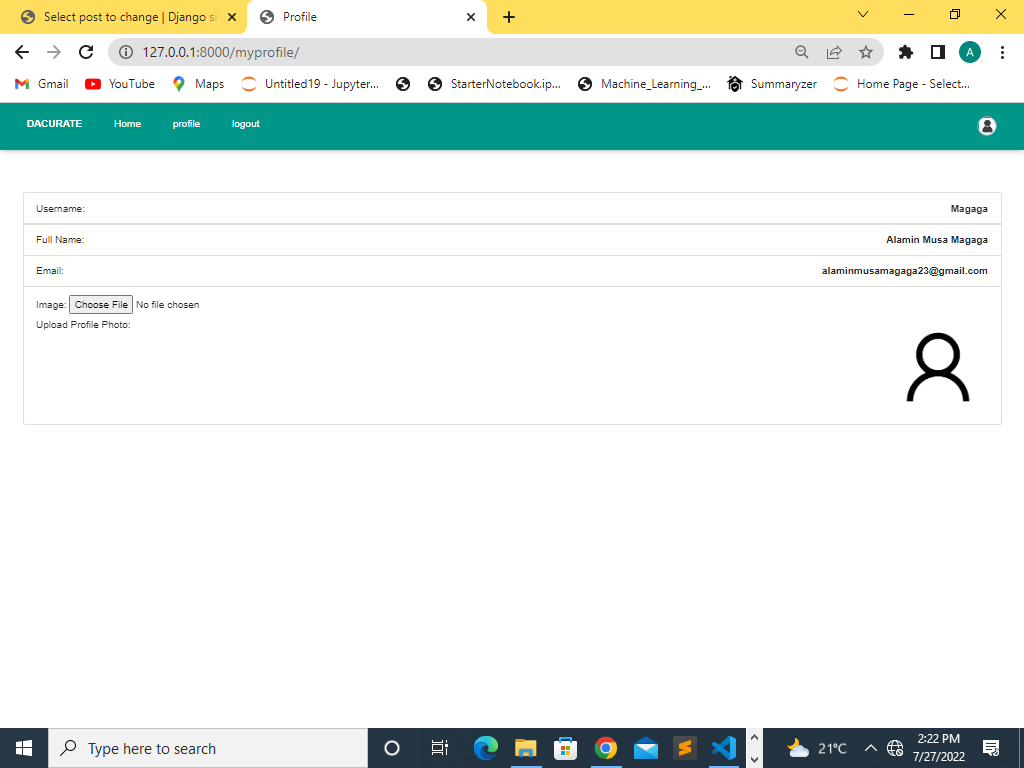 Select post to change | Django si
Profile
127.0.0.1:8000/myprofile/
A
Gmail
YouTube
Maps
Untitled19 - Jupyter...
StarterNotebook.ip...
Machine_Learning_...
Summaryzer
Home Page - Select...
DACURATE
Home
profile
logout
Username:
Magaga
Full Name:
Alamin Musa Magaga
Email:
alaminmusamagaga23@gmail.com
Image: Choose File No file chosen
Upload Profile Photo:
Type here to search
21°C
2:22 PM
7/27/2022